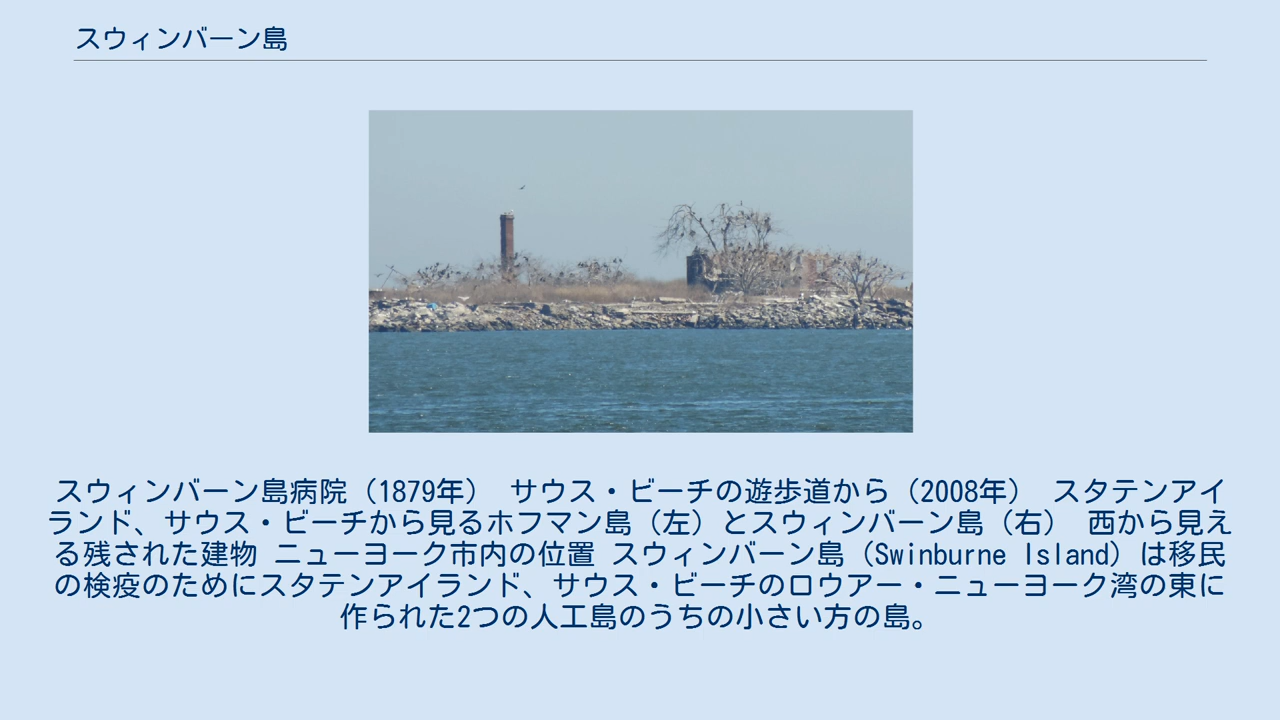 スウィンバーン島
スウィンバーン島病院（1879年） サウス・ビーチの遊歩道から（2008年） スタテンアイ
ランド、サウス・ビーチから見るホフマン島（左）とスウィンバーン島（右） 西から見え
る残された建物 ニューヨーク市内の位置 スウィンバーン島（Swinburne Island）は移民
の検疫のためにスタテンアイランド、サウス・ビーチのロウアー・ニューヨーク湾の東に
作られた2つの人工島のうちの小さい方の島。